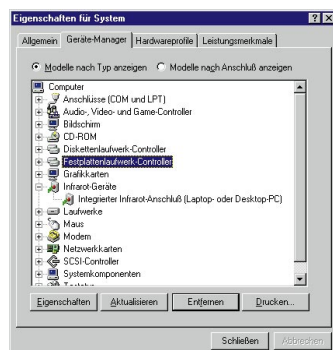 Eigenschaften für System
Allgemein Geräte-Manager Hardwareprofile Leistungsmerkmale
Modelle nach Typ anzeigen Modelle nach Anschluß anzeigen
Computer
Anschlüsse (COM und LPT)
Audio-, Video- und Game-Controller
Bildschirm
CD-ROM
Diskettenlaufwerk-Controller
Festplattenlaufwerk-Controller
Grafikkarten
Infrarot-Geräte
Integrierter Infrarot-Anschluß (Laptop- oder Desktop-PC)
Laufwerke
Maus
Modem
Netzwerkkarten
SCSI-Controller
Systemkomponenten
Eigenschaften Aktualisieren Entfernen Drucken...
Schließen Abbrechen